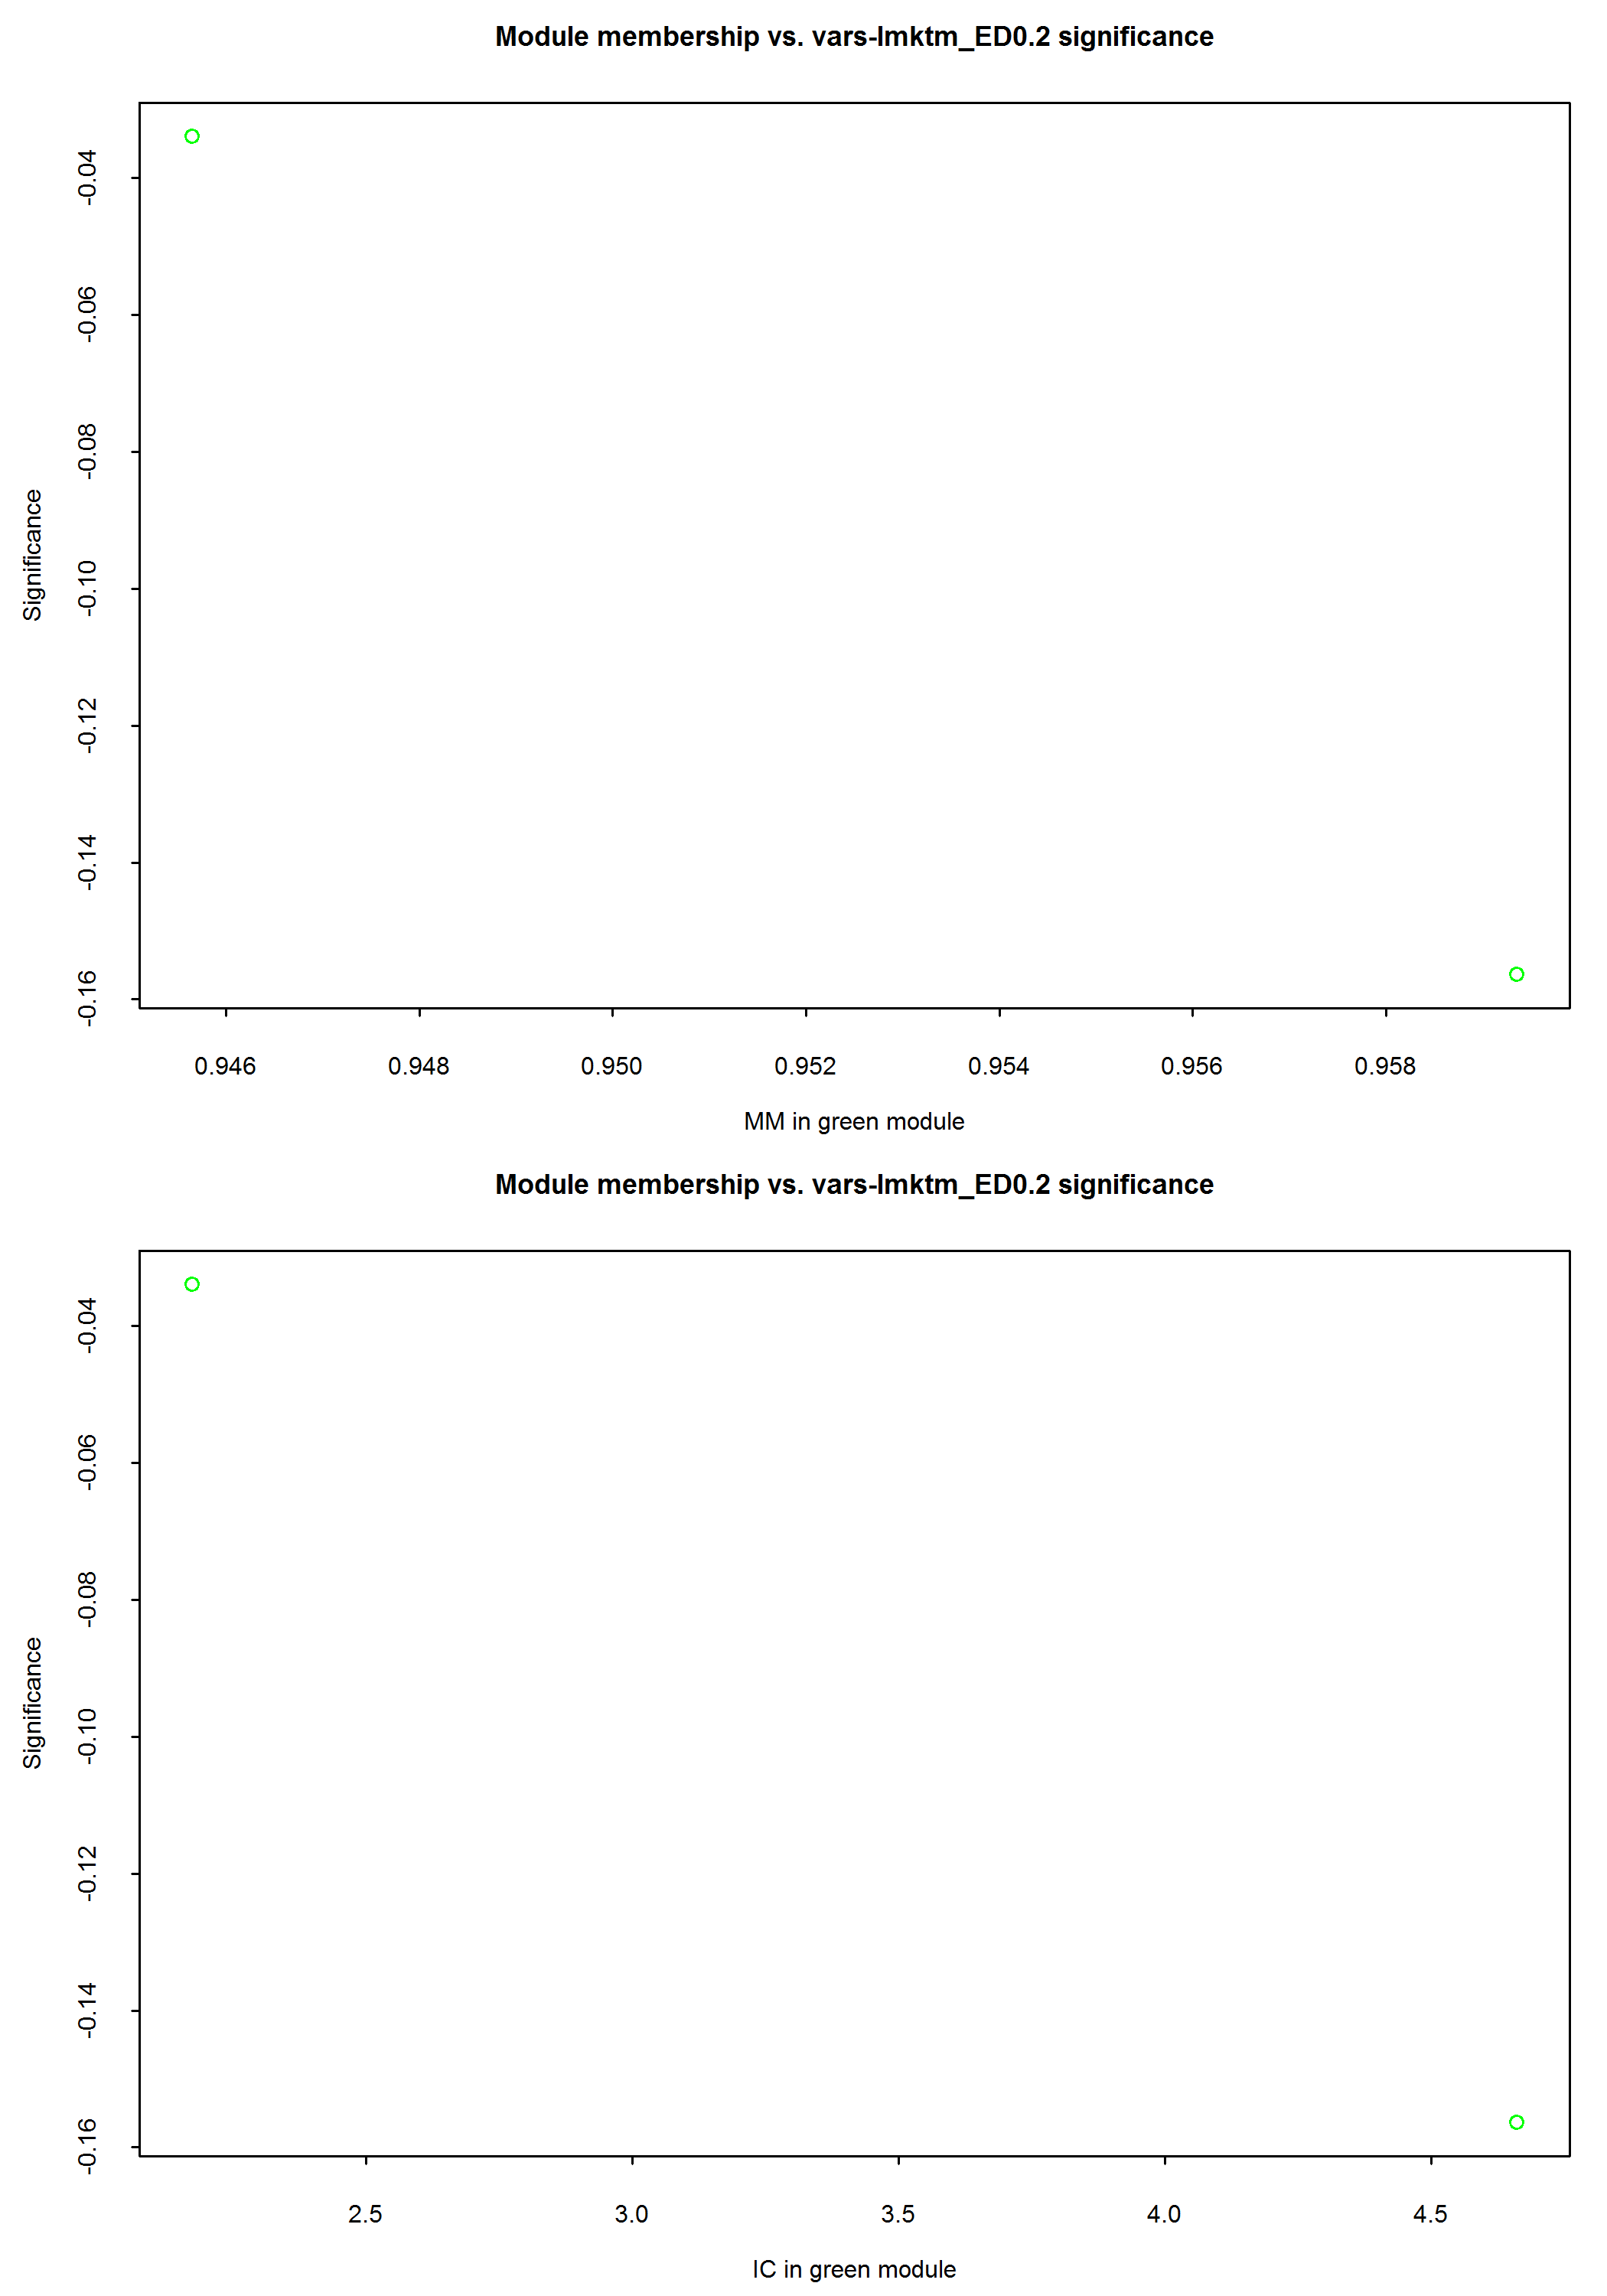 Module membership vs. vars-lmktm_ED0.2 significance
-0.04
-0.06
-0.08
-0.10
-0.12
-0.14
-0.16
Significance
0.946 0.948 0.950 0.952 0.954 0.956 0.958
MM in green module
Module membership vs. vars-lmktm_ED0.2 significance
-0.04
-0.06
-0.08
-0.10
-0.12
-0.14
-0.16
Significance
2.5 3.0 3.5 4.0 4.5
IC in green module